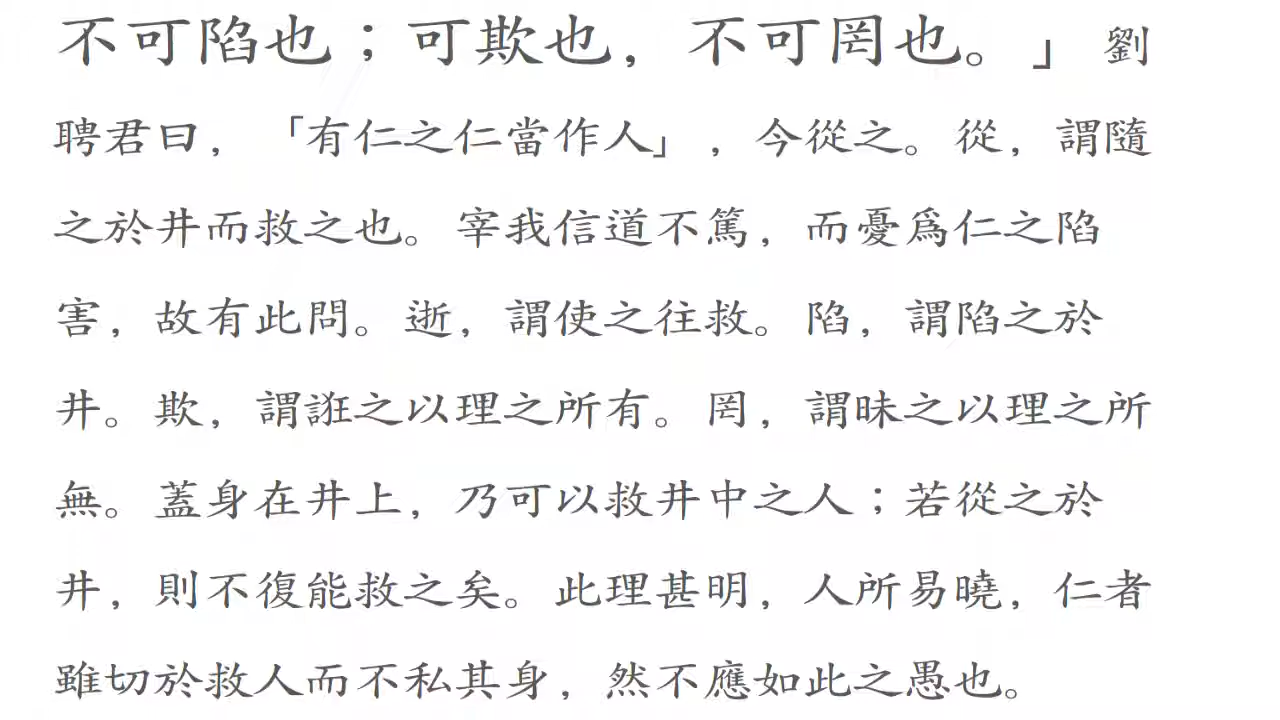 不可陷也；可欺也，不可罔也。」劉
聘君曰，「有仁之仁當作人」，今從之。從，謂隨
之於井而救之也。宰我信道不篤，而憂爲仁之陷
害，故有此問。逝，謂使之往救。陷，謂陷之於
井。欺，謂誑之以理之所有。罔，謂昧之以理之所
無。蓋身在井上，乃可以救井中之人；若從之於
井，則不復能救之矣。此理甚明，人所易曉，仁者
雖切於救人而不私其身，然不應如此之愚也。